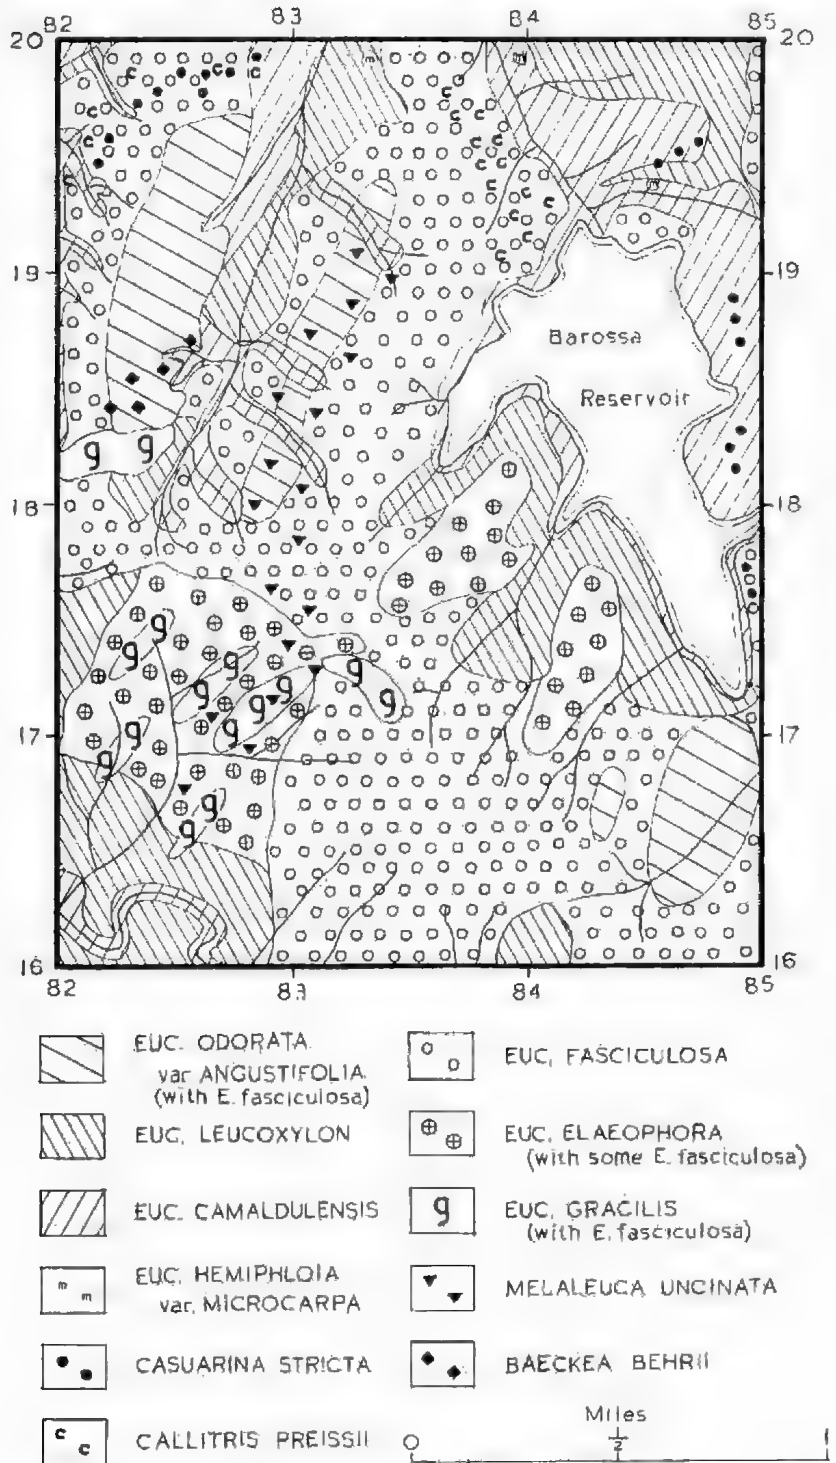 82 83 84 85
20 20
19 19
Barossa
Reservoir
18 18
17 17
16 16
82 83 84 85
EUC. ODORATA
var ANGUSTIFOLIA
(with E. fasciculosa)
EUC. LEUCOXYLON
EUC. CAMALDULENSIS
m m
EUC. HEMIPHLOIA
var. MICROCARPA
CASUARINA STRICTA
c c
CALLITRIS PREISSII
EUC. FASCICULOSA
EUC. ELAEOPHORA
(with some E. fasciculosa)
g
EUC. GRACILIS
(with E. fasciculosa)
MELALEUCA UNCINATA
BAECKEA BEHRII
Miles
0 1/2 1